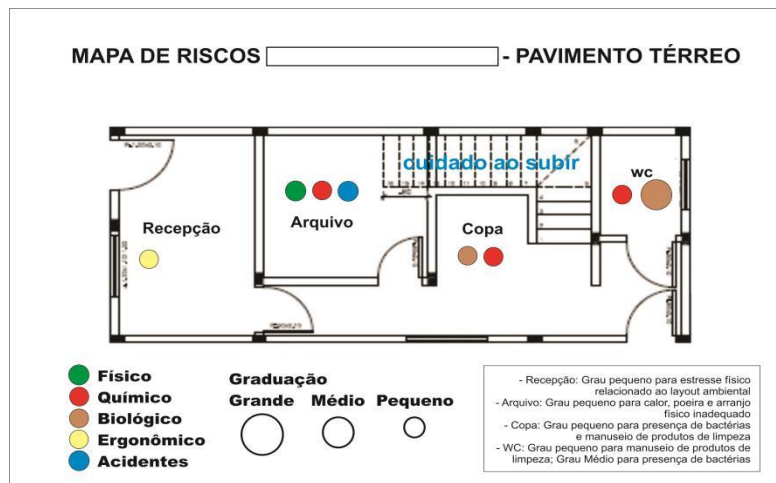 MAPA DE RISCOS - PAVIMENTO TÉRREO
cuidado ao subir
wc
Recepção
Arquivo
Copa
Físico
Químico
Biológico
Ergonômico
Acidentes
Graduação
Grande Médio Pequeno
- Recepção: Grau pequeno para estresse físico
relacionado ao layout ambiental
- Arquivo: Grau pequeno para calor, poeira e arranjo
físico inadequado
- Copa: Grau pequeno para presença de bactérias
e manuseio de produtos de limpeza
- WC: Grau pequeno para manuseio de produtos de
limpeza; Grau Médio para presença de bactérias